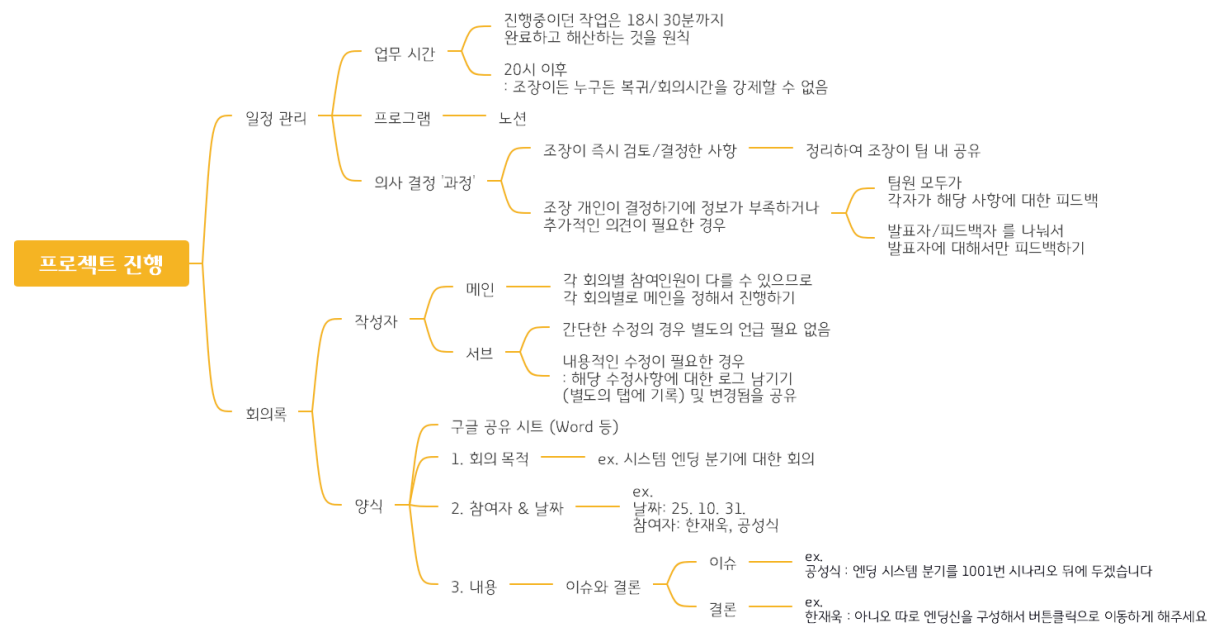 프로젝트 진행
일정 관리
업무 시간
진행중이던 작업은 18시 30분까지
완료하고 해산하는 것을 원칙
20시 이후
: 조장이든 누구든 복귀/회의시간을 강제할 수 없음
프로그램
노션
의사 결정 '과정'
조장이 즉시 검토/결정한 사항
정리하여 조장이 팀 내 공유
조장 개인이 결정하기에 정보가 부족하거나
추가적인 의견이 필요한 경우
팀원 모두가
각자가 해당 사항에 대한 피드백
발표자/피드백자 를 나눠서
발표자에 대해서만 피드백하기
회의록
작성자
메인
각 회의별 참여인원이 다를 수 있으므로
각 회의별로 메인을 정해서 진행하기
서브
간단한 수정의 경우 별도의 언급 필요 없음
내용적인 수정이 필요한 경우
: 해당 수정사항에 대한 로그 남기기
(별도의 탭에 기록) 및 변경됨을 공유
양식
구글 공유 시트 (Word 등)
1. 회의 목적
ex. 시스템 엔딩 분기에 대한 회의
2. 참여자 & 날짜
ex.
날짜: 25. 10. 31.
참여자: 한재욱, 공성식
3. 내용
이슈와 결론
이슈
ex.
공성식 : 엔딩 시스템 분기를 1001번 시나리오 뒤에 두겠습니다
결론
ex.
한재욱 : 아니오 따로 엔딩신을 구성해서 버튼클릭으로 이동하게 해주세요